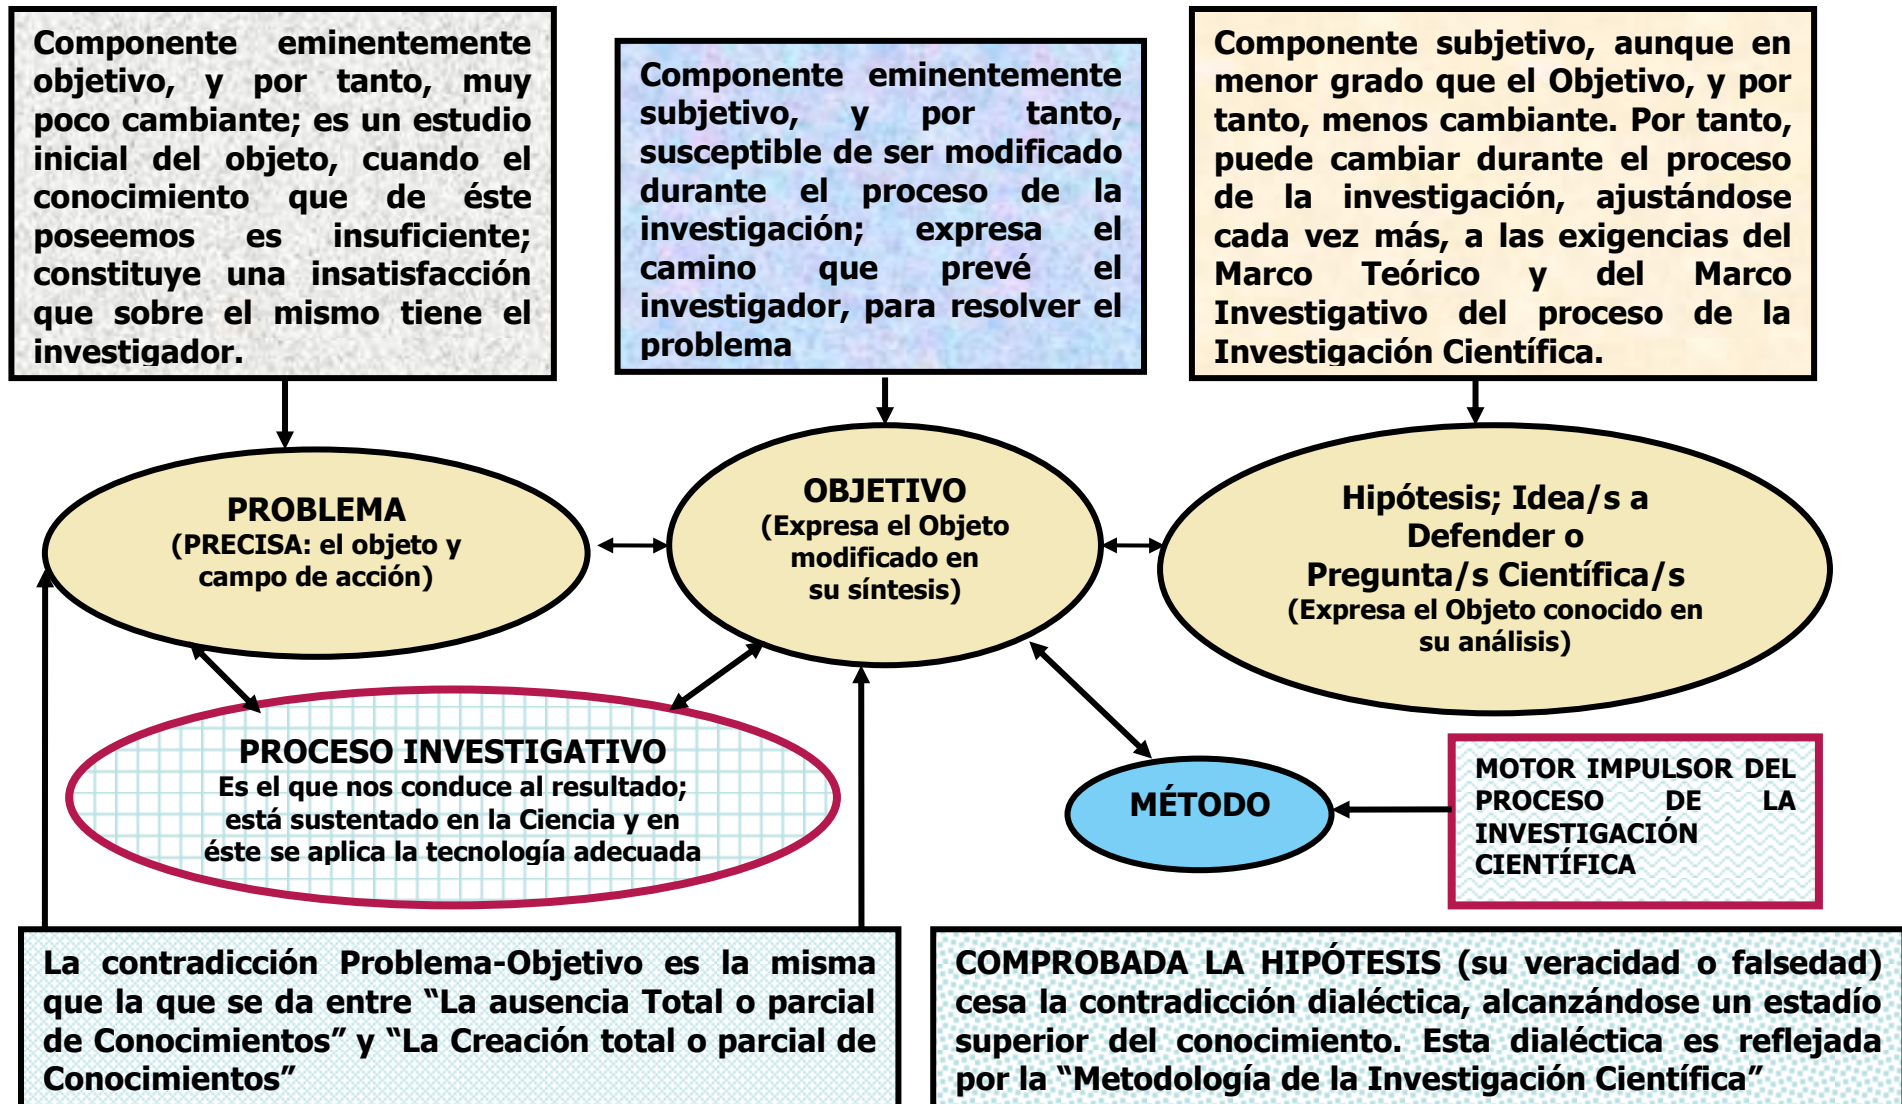 Componente eminentemente
objetivo, y por tanto, muy
poco cambiante; es un estudio
inicial del objeto, cuando el
conocimiento que de éste
poseemos es insuficiente;
constituye una insatisfacción
que sobre el mismo tiene el
investigador.
Componente eminentemente
subjetivo, y por tanto,
susceptible de ser modificado
durante el proceso de la
investigación; expresa el
camino que prevé el
investigador, para resolver el
problema
Componente subjetivo, aunque en
menor grado que el Objetivo, y por
tanto, menos cambiante. Por tanto,
puede cambiar durante el proceso
de la investigación, ajustándose
cada vez más, a las exigencias del
Marco Teórico y del Marco
Investigativo del proceso de la
Investigación Científica.
PROBLEMA
(PRECISA: el objeto y
campo de acción)
OBJETIVO
(Expresa el Objeto
modificado en
su síntesis)
Hipótesis; Idea/s a
Defender o
Pregunta/s Científica/s
(Expresa el Objeto conocido en
su análisis)
PROCESO INVESTIGATIVO
Es el que nos conduce al resultado;
está sustentado en la Ciencia y en
éste se aplica la tecnología adecuada
MÉTODO
MOTOR IMPULSOR DEL
PROCESO DE LA
INVESTIGACIÓN
CIENTÍFICA
La contradicción Problema-Objetivo es la misma
que la que se da entre “La ausencia Total o parcial
de Conocimientos” y “La Creación total o parcial de
Conocimientos”
COMPROBADA LA HIPÓTESIS (su veracidad o falsedad)
cesa la contradicción dialéctica, alcanzándose un estadío
superior del conocimiento. Esta dialéctica es reflejada
por la “Metodología de la Investigación Científica”